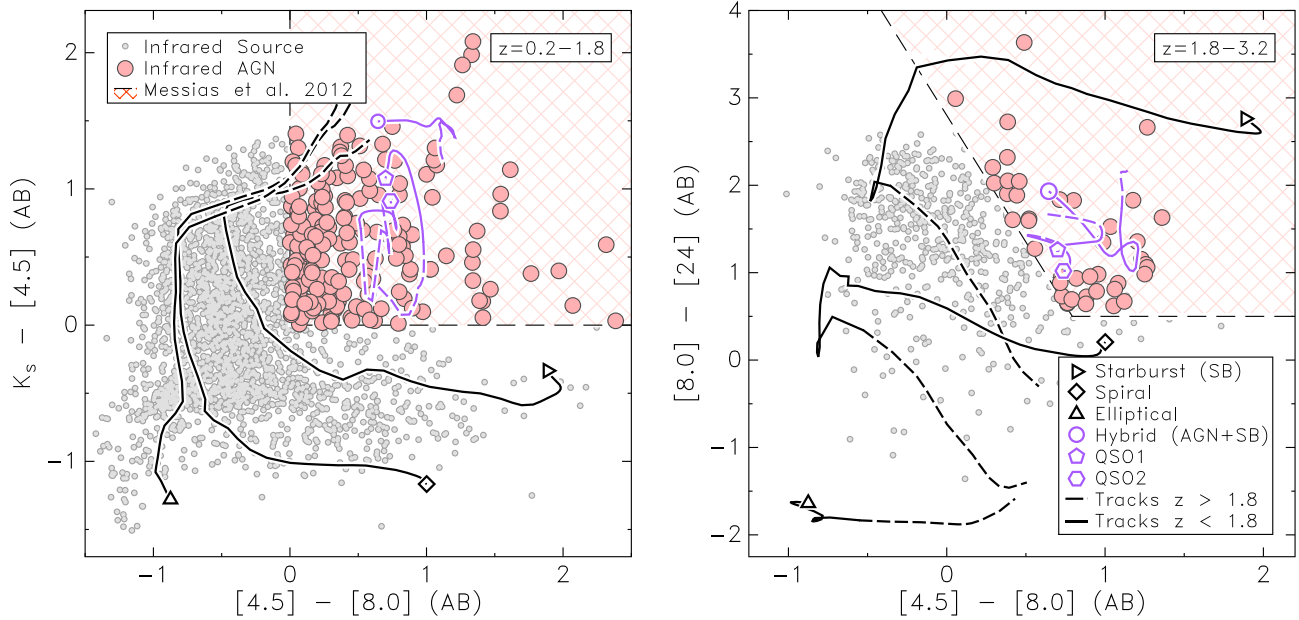 Infrared Source
Infrared AGN
Messias et al. 2012
z=0.2−1.8
2
1
0
−1
K_s − [4.5] (AB)
−1
0
1
2
[4.5] − [8.0] (AB)
z=1.8−3.2
4
3
2
1
0
−1
−2
[8.0] − [24] (AB)
Starburst (SB)
Spiral
Elliptical
Hybrid (AGN+SB)
QSO1
QSO2
Tracks z > 1.8
Tracks z < 1.8
−1
0
1
2
[4.5] − [8.0] (AB)